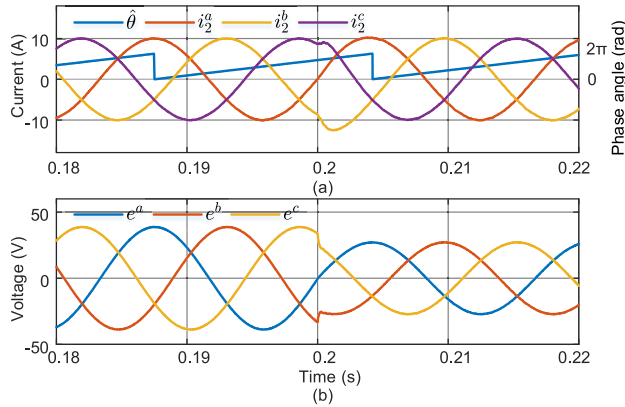 θ̂ i₂ᵃ i₂ᵇ i₂ᶜ
10
0
-10
Current (A)
2π
0
Phase angle (rad)
0.18 0.19 0.2 0.21 0.22
(a)
eᵃ eᵇ eᶜ
50
0
-50
Voltage (V)
0.18 0.19 0.2 0.21 0.22
Time (s)
(b)